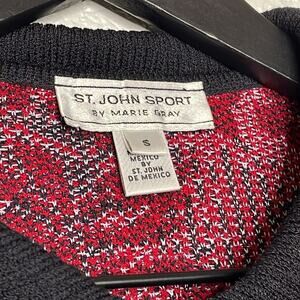 ST. JOHN SPORT
BY MARIE GRAY
S
MEXICO
BY
ST. JOHN
DE MEXICO